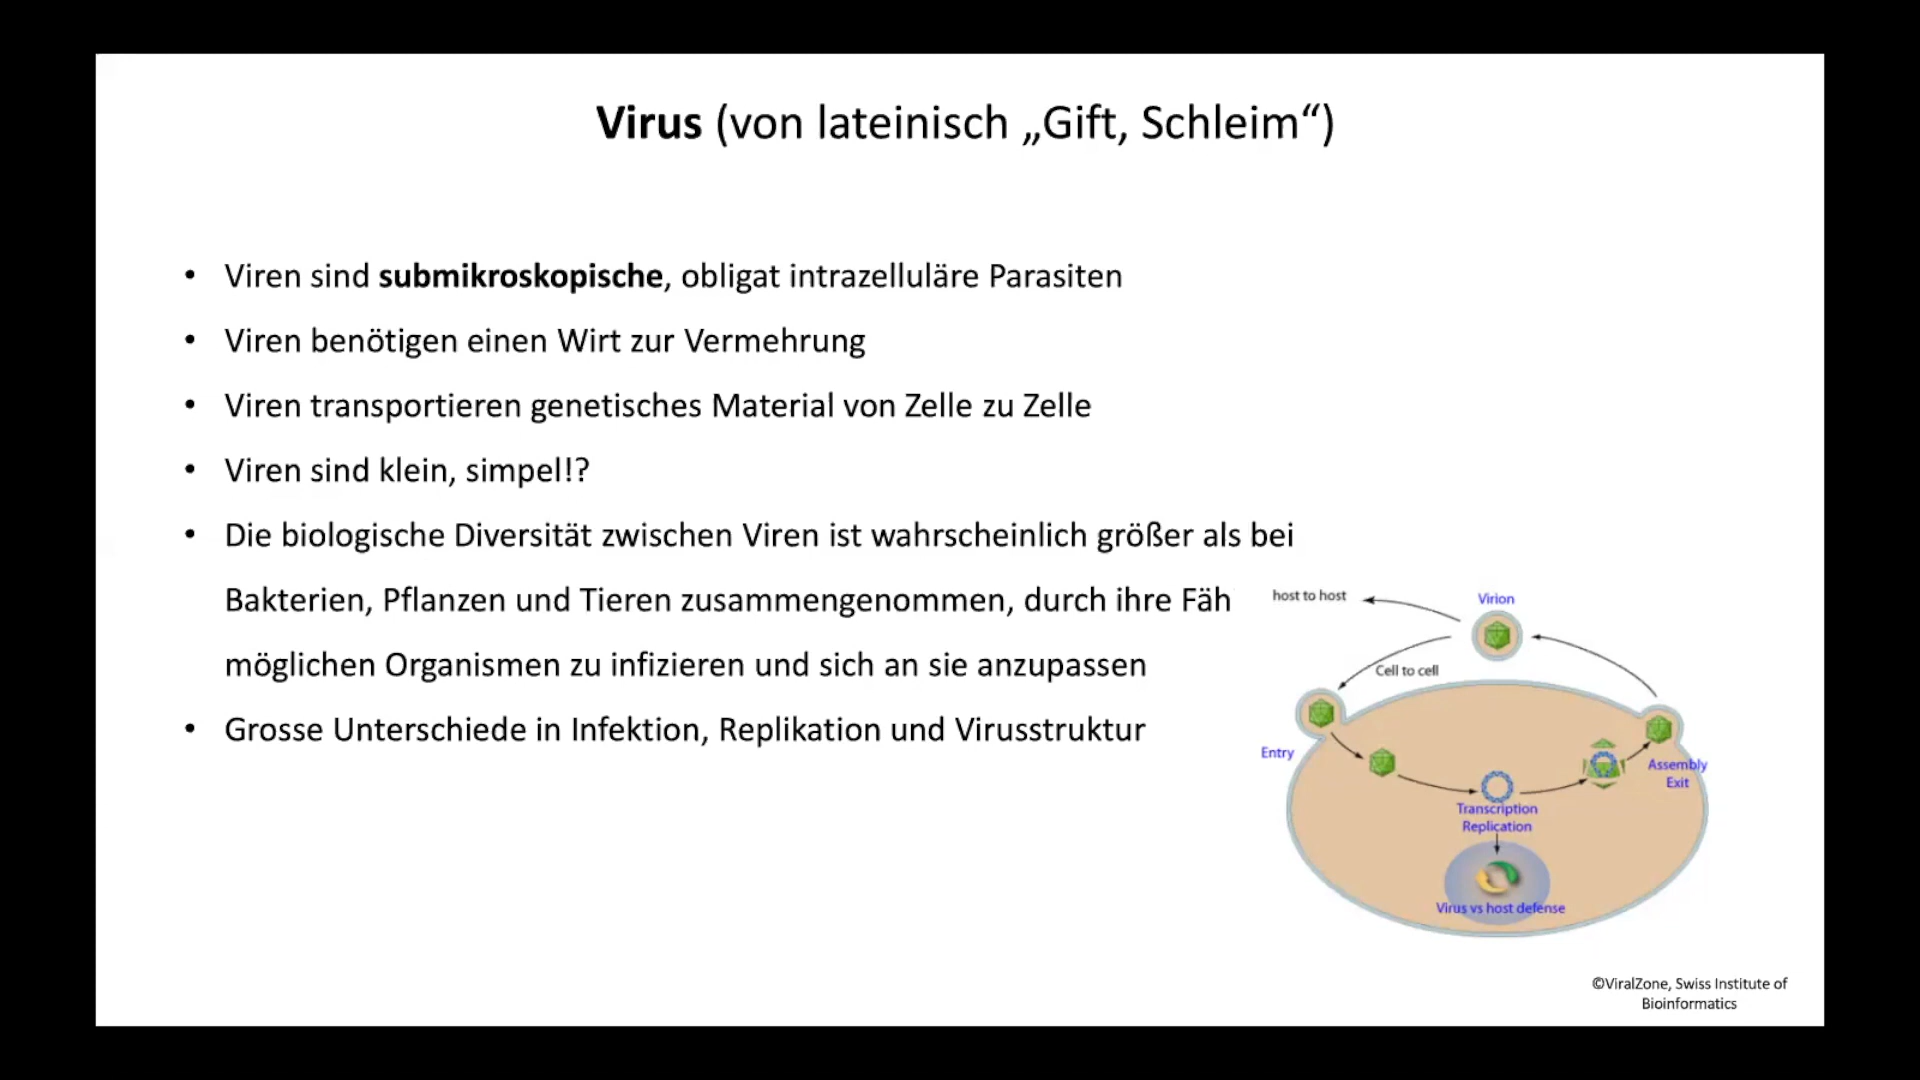 Virus (von lateinisch „Gift, Schleim“)
• Viren sind submikroskopische, obligat intrazelluläre Parasiten
• Viren benötigen einen Wirt zur Vermehrung
• Viren transportieren genetisches Material von Zelle zu Zelle
• Viren sind klein, simpel!?
• Die biologische Diversität zwischen Viren ist wahrscheinlich größer als bei
Bakterien, Pflanzen und Tieren zusammengenommen, durch ihre Fäh
möglichen Organismen zu infizieren und sich an sie anzupassen
• Grosse Unterschiede in Infektion, Replikation und Virusstruktur
host to host
Virion
Cell to cell
Entry
Assembly
Exit
Transcription
Replication
Virus vs host defense
©ViralZone, Swiss Institute of
Bioinformatics